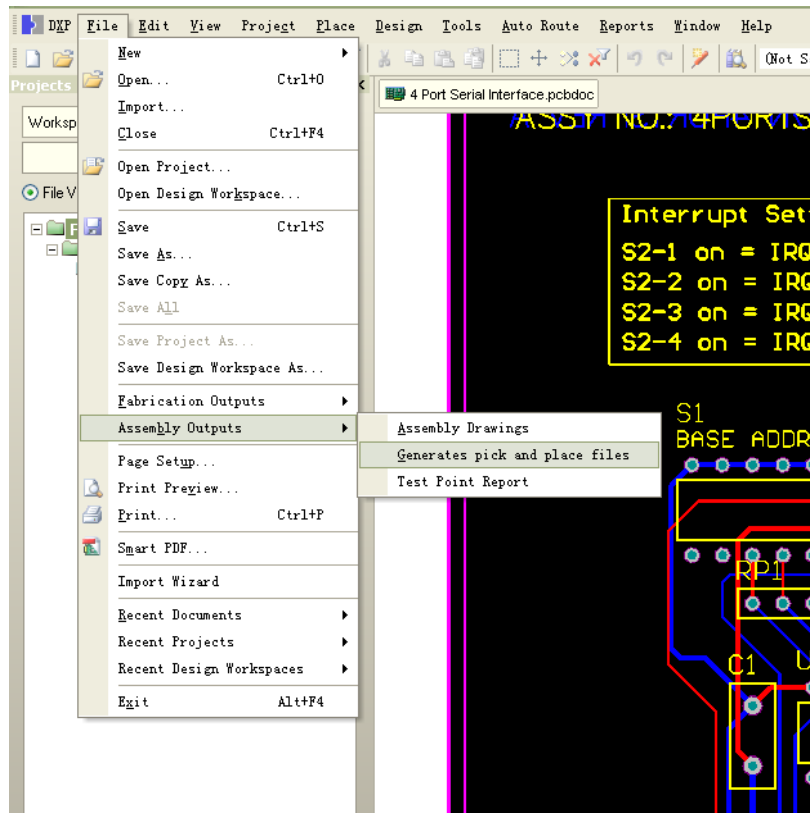 DXP File Edit View Project Place Design Tools Auto Route Reports Window Help
(Not S
Projects
4 Port Serial Interface.pcbdoc
Worksp
File V
New
Open... Ctrl+O
Import...
Close Ctrl+F4
Open Project...
Open Design Workspace...
Save Ctrl+S
Save As...
Save Copy As...
Save All
Save Project As...
Save Design Workspace As...
Fabrication Outputs
Assembly Outputs
Page Setup...
Print Preview...
Print... Ctrl+P
Smart PDF...
Import Wizard
Recent Documents
Recent Projects
Recent Design Workspaces
Exit Alt+F4
Assembly Drawings
Generates pick and place files
Test Point Report
ASSY NO.: 4PORTS
Interrupt Set
S2-1 on = IRQ
S2-2 on = IRQ
S2-3 on = IRQ
S2-4 on = IRQ
S1
BASE ADDR
RP1
C1 U